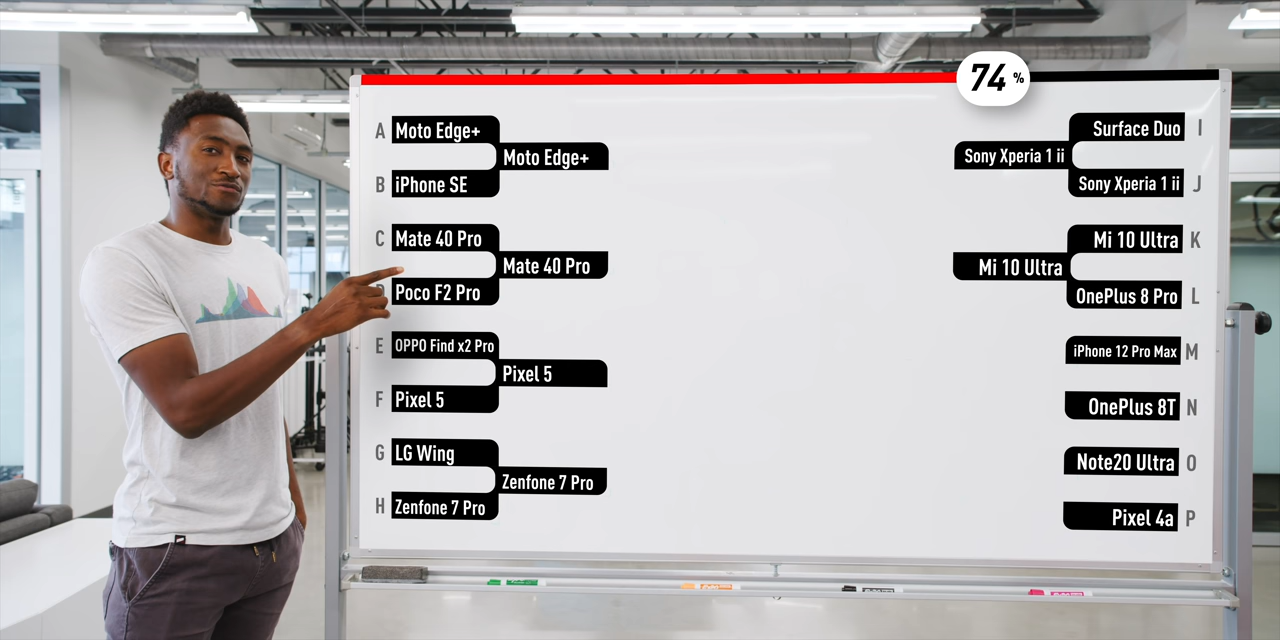 74 %
A Moto Edge+
Moto Edge+
B iPhone SE
C Mate 40 Pro
Mate 40 Pro
Poco F2 Pro
E OPPO Find x2 Pro
Pixel 5
F Pixel 5
G LG Wing
Zenfone 7 Pro
H Zenfone 7 Pro
Surface Duo I
Sony Xperia 1 ii
Sony Xperia 1 ii J
Mi 10 Ultra K
Mi 10 Ultra
OnePlus 8 Pro L
iPhone 12 Pro Max M
OnePlus 8T N
Note20 Ultra O
Pixel 4a P